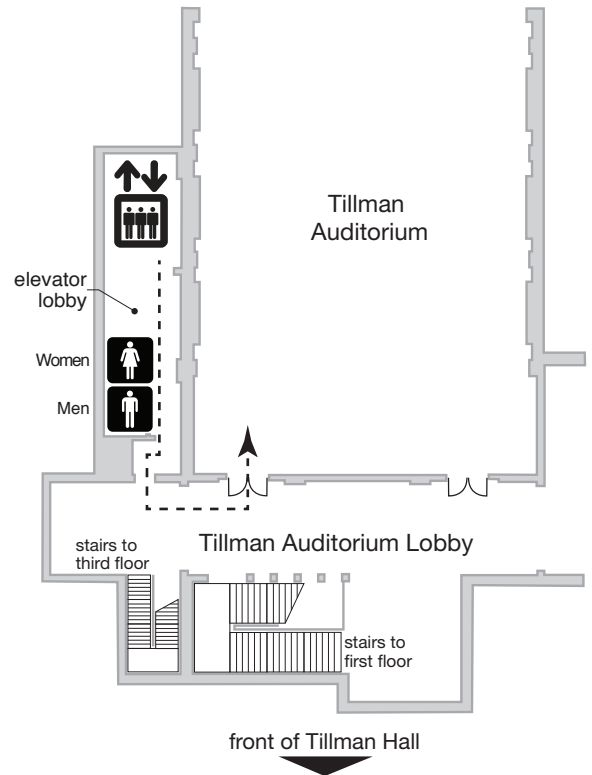 Tillman
Auditorium
elevator
lobby
Women
Men
Tillman Auditorium Lobby
stairs to
third floor
stairs to
first floor
front of Tillman Hall